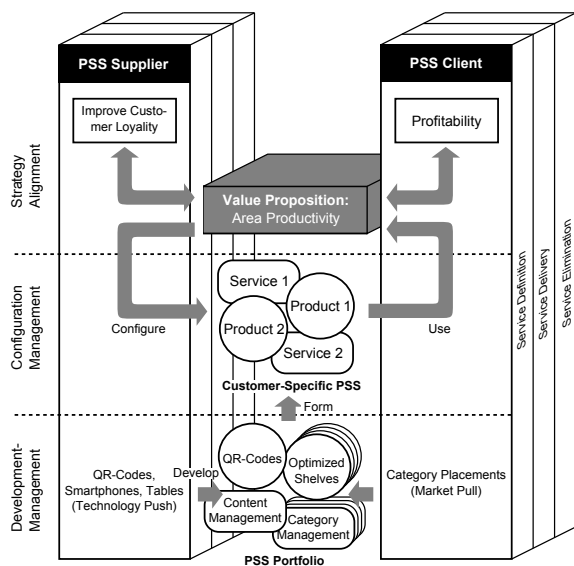 PSS Supplier
PSS Client
Improve Custo-
mer Loyality
Profitability
Strategy
Alignment
Value Proposition:
Area Productivity
Service Definition
Service Delivery
Service Elimination
Configuration
Management
Service 1
Product 1
Product 2
Service 2
Configure
Use
Customer-Specific PSS
Form
Development-
Management
QR-Codes,
Smartphones, Tables
(Technology Push)
Develop
QR-Codes
Optimized
Shelves
Content
Management
Category
Management
Category Placements
(Market Pull)
PSS Portfolio